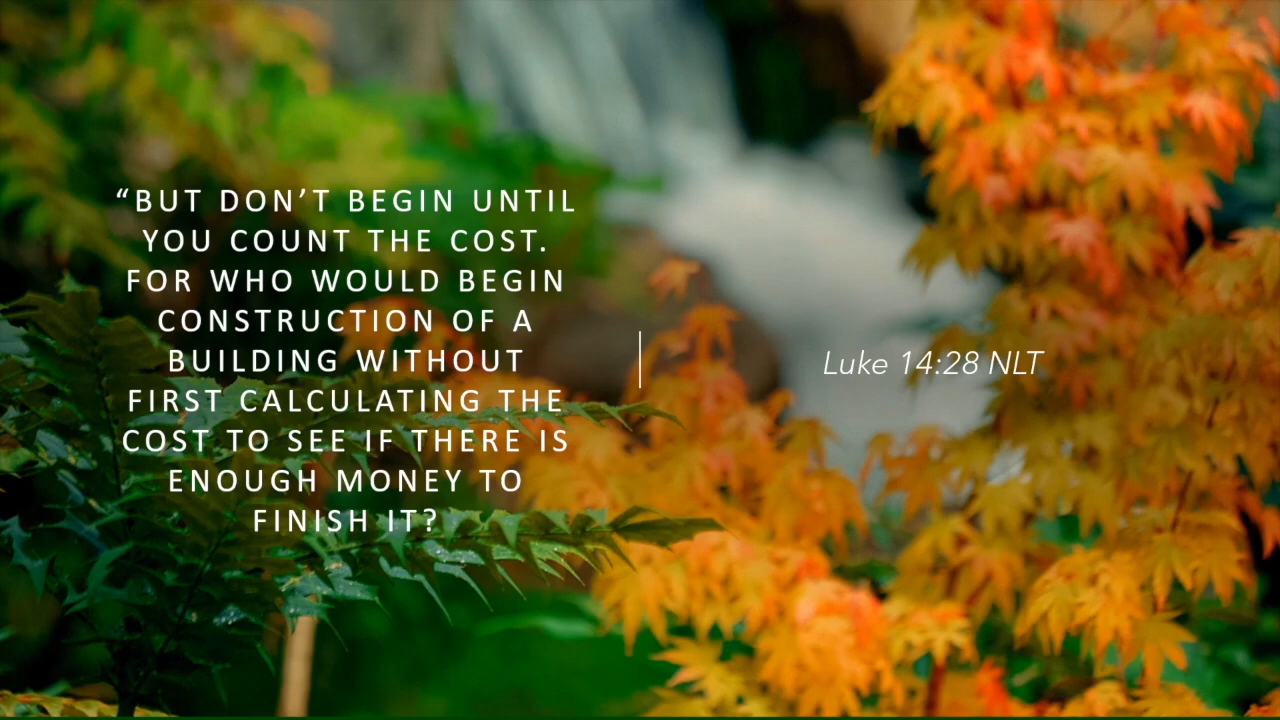 “BUT DON’T BEGIN UNTIL
YOU COUNT THE COST.
FOR WHO WOULD BEGIN
CONSTRUCTION OF A
BUILDING WITHOUT
FIRST CALCULATING THE
COST TO SEE IF THERE IS
ENOUGH MONEY TO
FINISH IT?
Luke 14:28 NLT